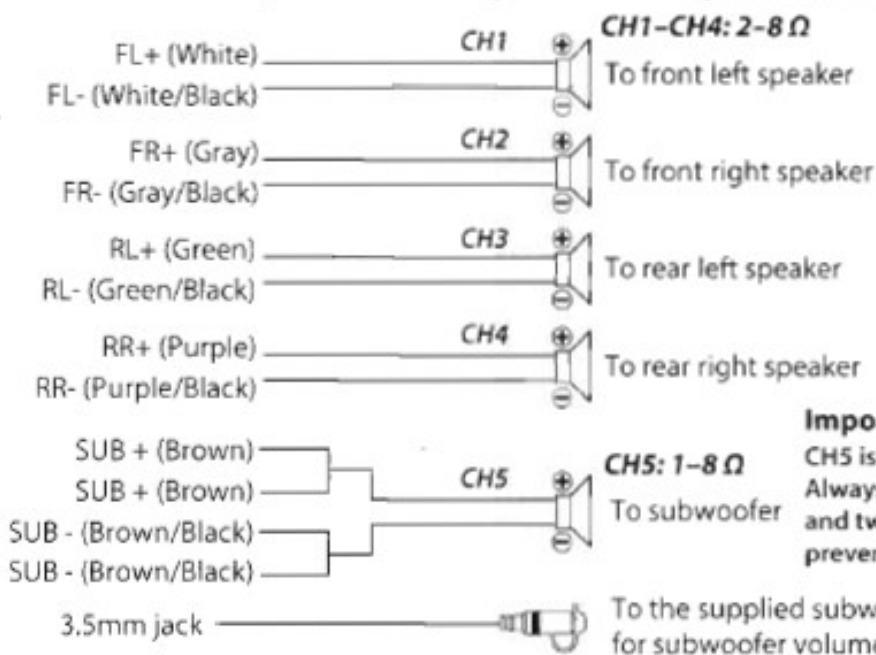 CH1–CH4: 2–8 Ω
FL+ (White)
CH1
FL- (White/Black)
To front left speaker
FR+ (Gray)
CH2
FR- (Gray/Black)
To front right speaker
RL+ (Green)
CH3
RL- (Green/Black)
To rear left speaker
RR+ (Purple)
CH4
RR- (Purple/Black)
To rear right speaker
SUB + (Brown)
SUB + (Brown)
SUB - (Brown/Black)
SUB - (Brown/Black)
CH5
CH5: 1–8 Ω
To subwoofer
CH5 is
and
3.5mm jack
To the supplied
for subwoofer